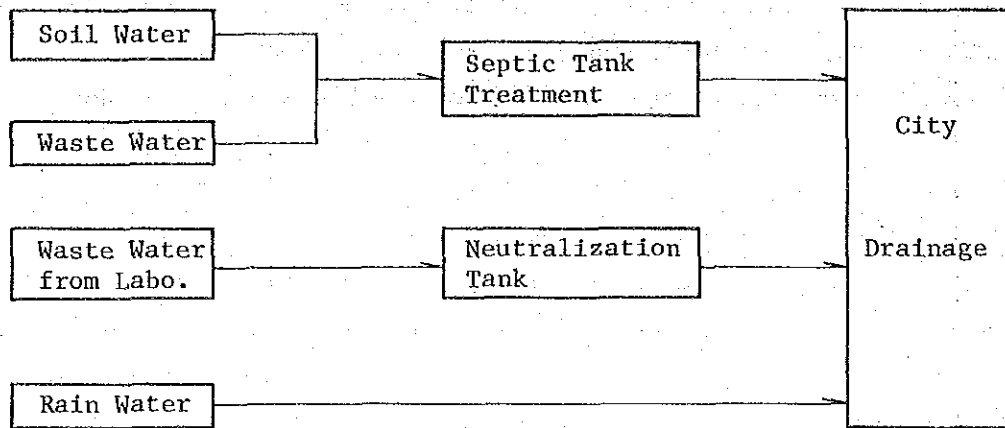 Soil Water
Septic Tank
Treatment
Waste Water
City
Waste Water
from Labo.
Neutralization
Tank
Drainage
Rain Water